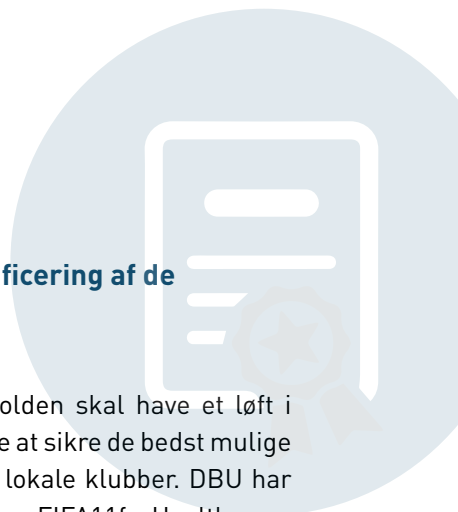 ficering af de
olden skal have et løft i
e at sikre de bedst mulige
lokale klubber. DBU har